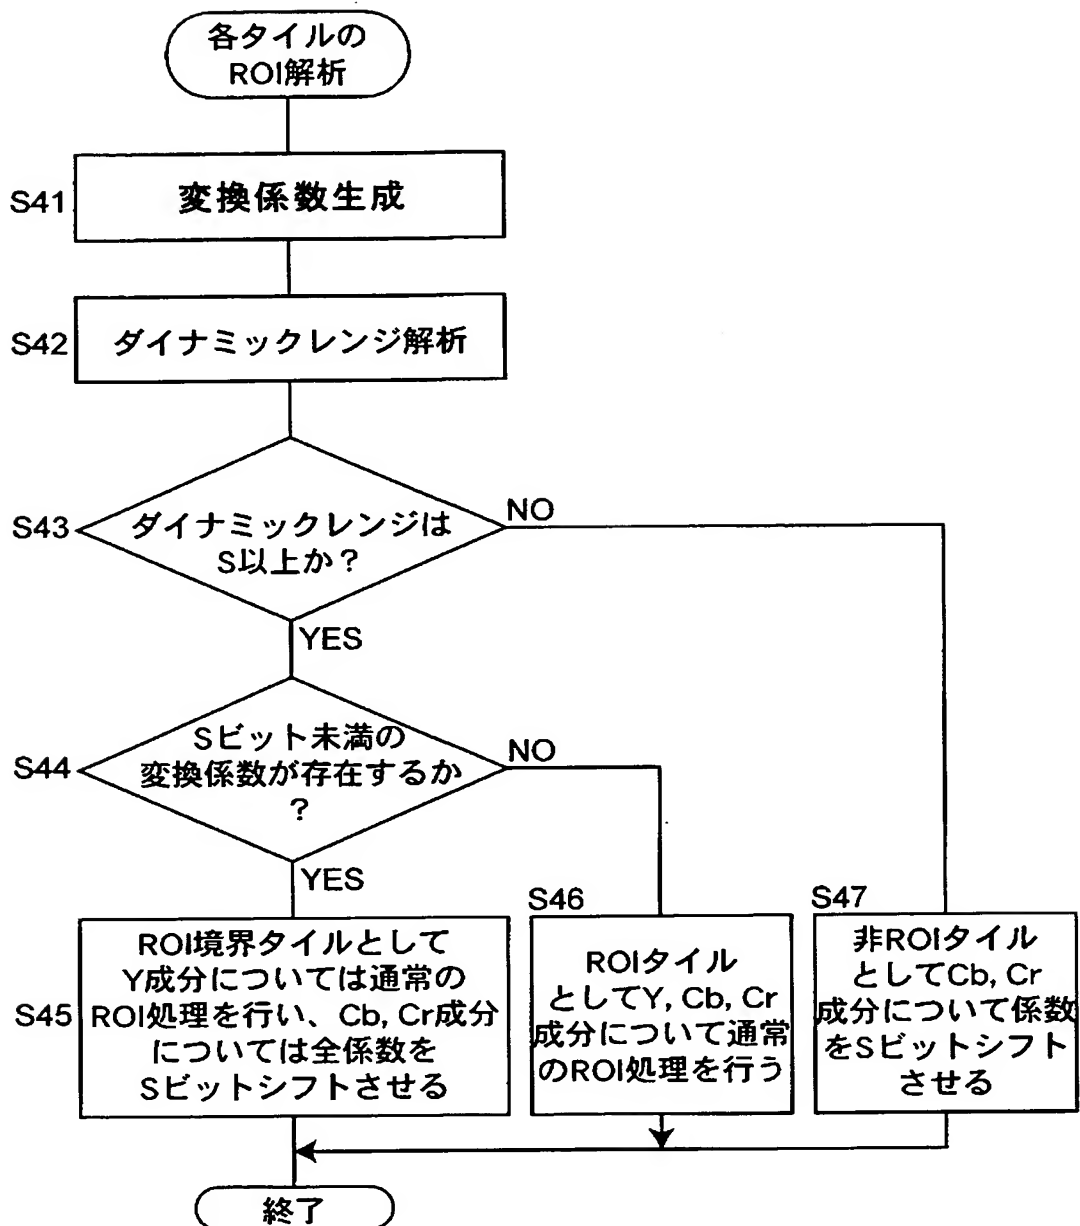 各タイルの
ROI解析
S41
変換係数生成
S42
ダイナミックレンジ解析
S43
ダイナミックレンジは
S以上か？
NO
YES
S44
Sビット未満の
変換係数が存在するか
？
NO
YES
S45
ROI境界タイルとして
Y成分については通常の
ROI処理を行い、Cb, Cr成分
については全係数を
Sビットシフトさせる
S46
ROIタイル
としてY, Cb, Cr
成分について通常
のROI処理を行う
S47
非ROIタイル
としてCb, Cr
成分について係数
をSビットシフト
させる
終了